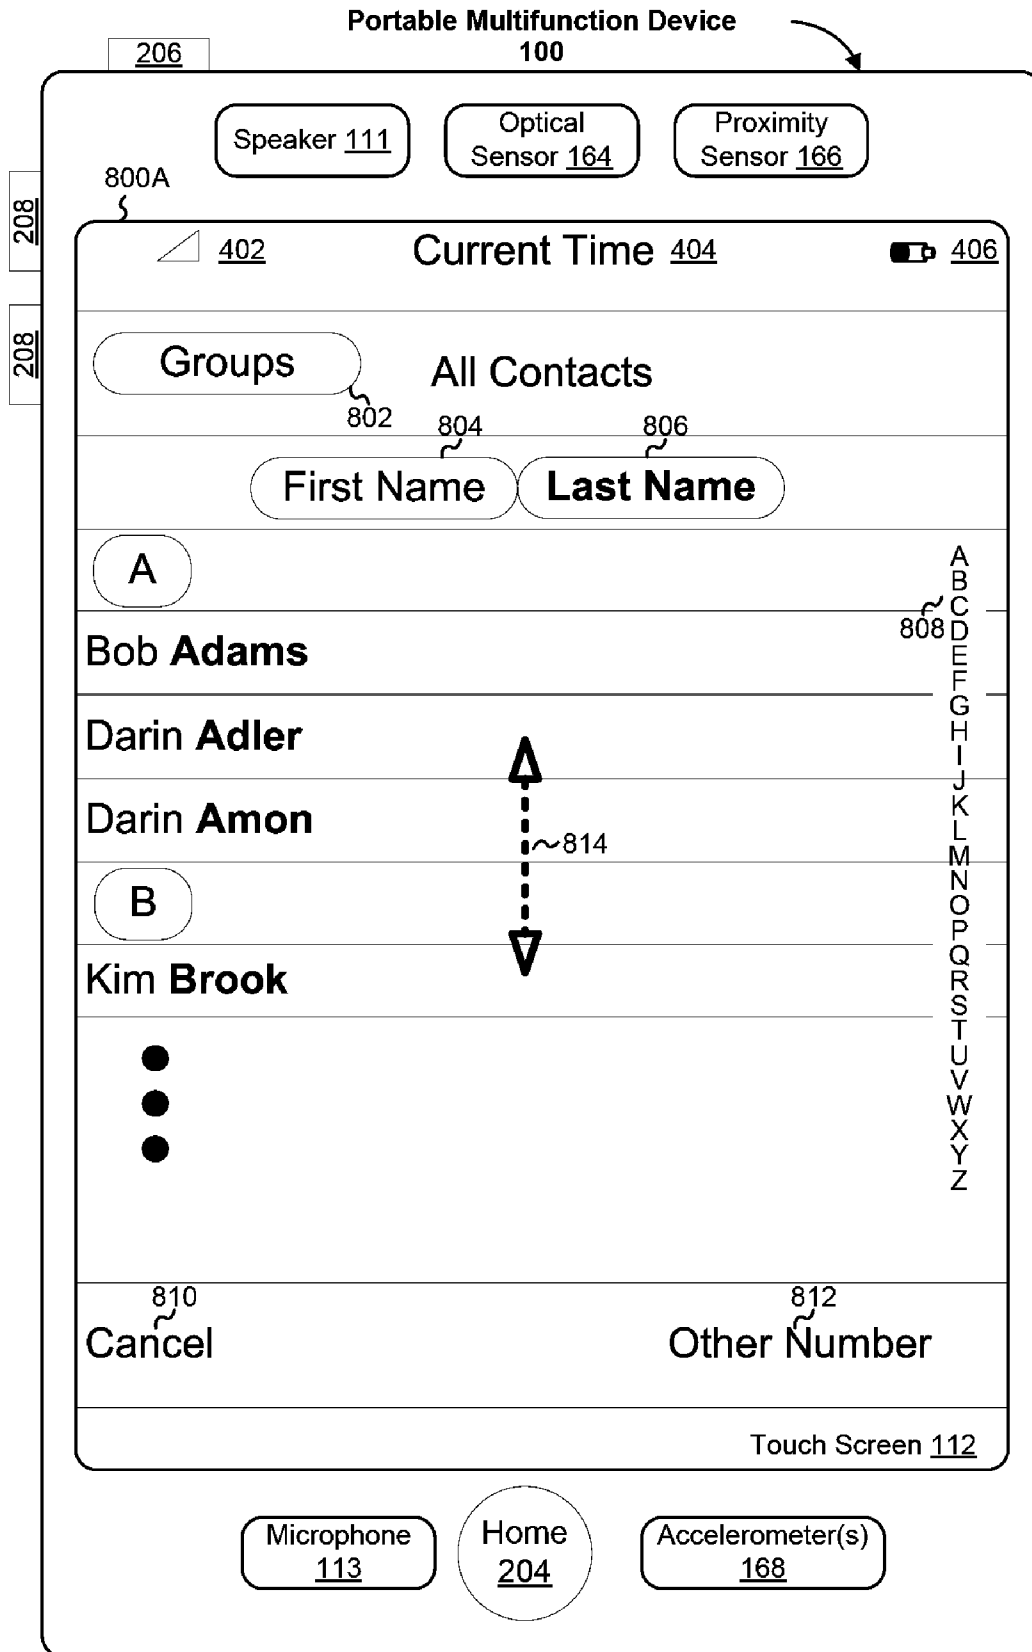 Portable Multifunction Device
100
206
Speaker 111
Optical
Sensor 164
Proximity
Sensor 166
800A
208
208
402
Current Time 404
406
Groups
802
All Contacts
804
806
First Name
Last Name
A
808
Bob Adams
Darin Adler
Darin Amon
814
B
Kim Brook
A
B
C
D
E
F
G
H
I
J
K
L
M
N
O
P
Q
R
S
T
U
V
W
X
Y
Z
810
Cancel
812
Other Number
Touch Screen 112
Microphone
113
Home
204
Accelerometer(s)
168